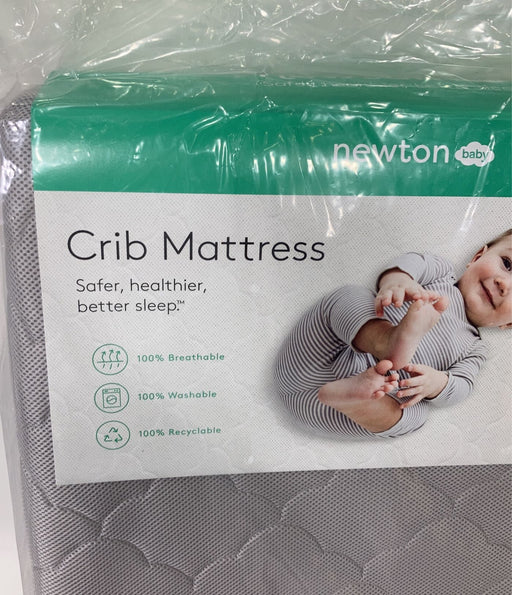 newton baby
Crib Mattress
Safer, healthier,
better sleep.™
100% Breathable
100% Washable
100% Recyclable